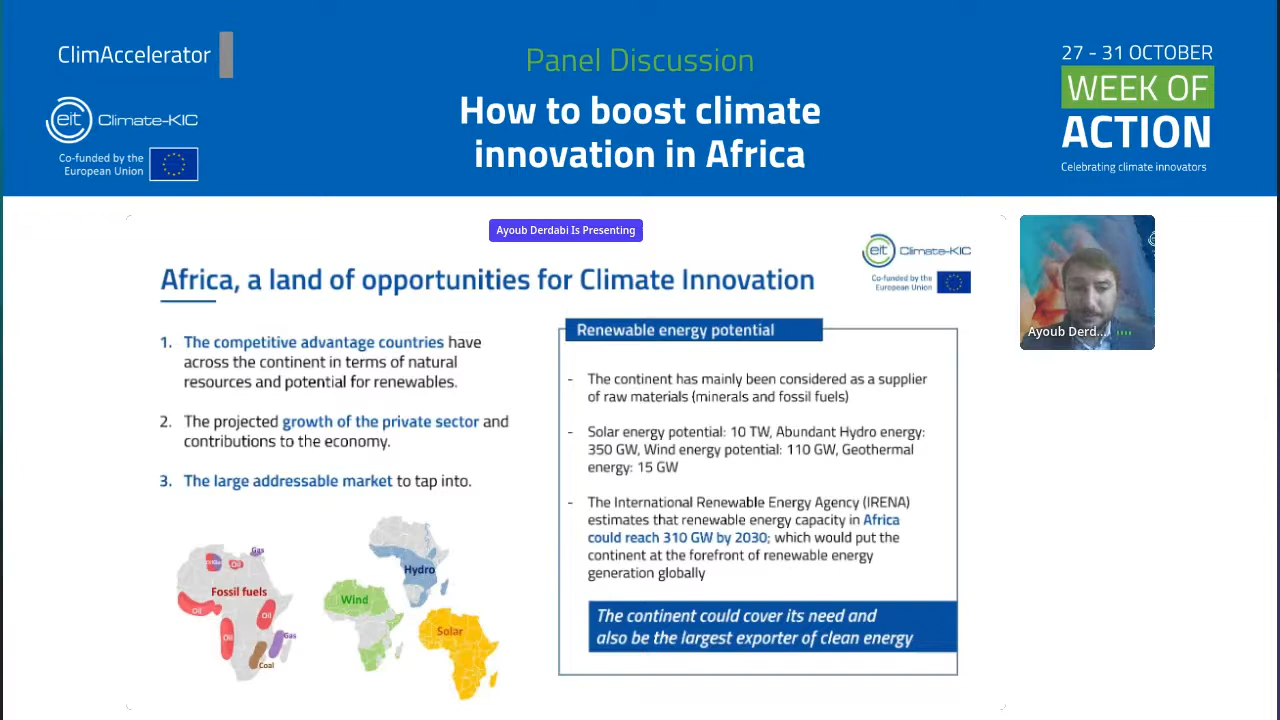 ClimAccelerator
eit Climate-KIC
Co-funded by the
European Union
Panel Discussion
How to boost climate
innovation in Africa
27 - 31 OCTOBER
WEEK OF
ACTION
Celebrating climate innovators
Ayoub Derdabi Is Presenting
eit Climate-KIC
Co-funded by the
European Union
Africa, a land of opportunities for Climate Innovation
1. The competitive advantage countries have
across the continent in terms of natural
resources and potential for renewables.
2. The projected growth of the private sector and
contributions to the economy.
3. The large addressable market to tap into.
Gas
Oil
Fossil fuels
Oil
Oil
Oil
Gas
Coal
Wind
Hydro
Solar
Renewable energy potential
- The continent has mainly been considered as a supplier
of raw materials (minerals and fossil fuels)
- Solar energy potential: 10 TW, Abundant Hydro energy:
350 GW, Wind energy potential: 110 GW, Geothermal
energy: 15 GW
- The International Renewable Energy Agency (IRENA)
estimates that renewable energy capacity in Africa
could reach 310 GW by 2030; which would put the
continent at the forefront of renewable energy
generation globally
The continent could cover its need and
also be the largest exporter of clean energy
Ayoub Derd...